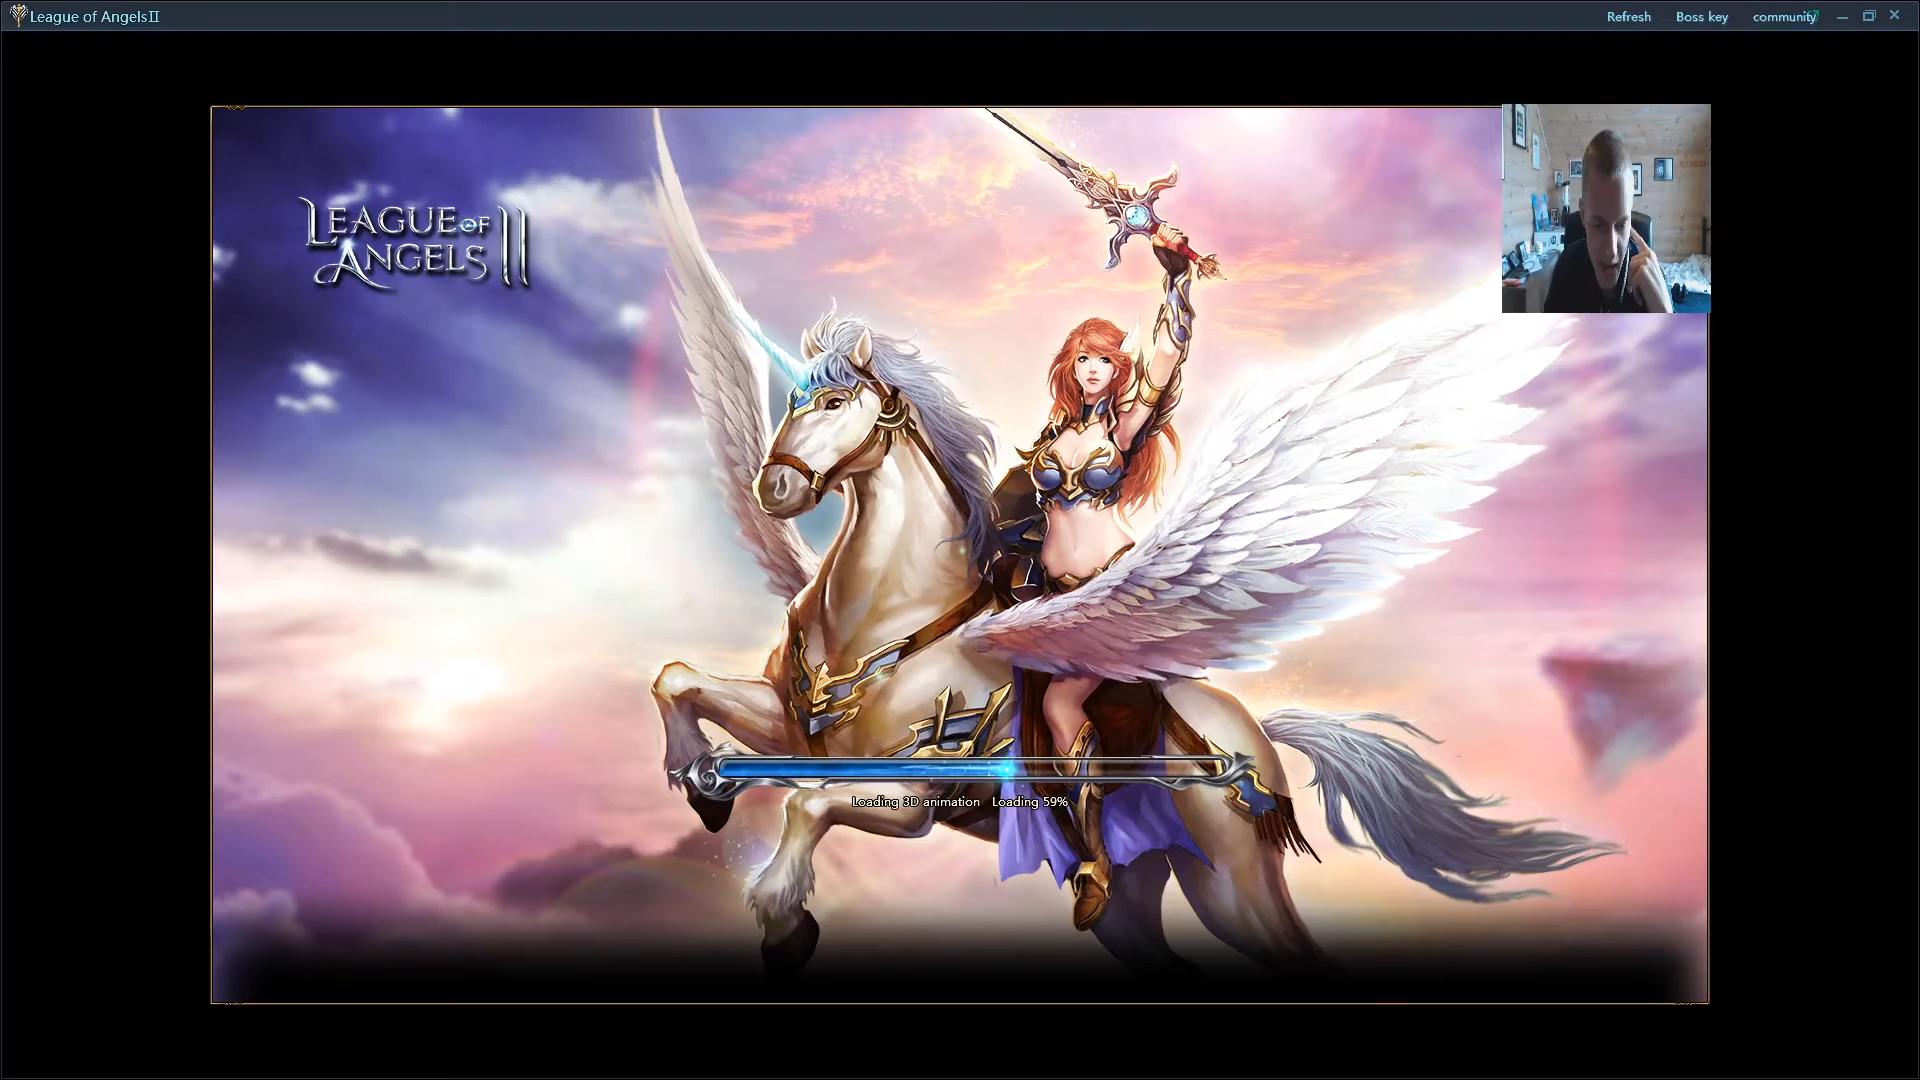 League of AngelsⅡ
Refresh Boss key community
LEAGUE OF
ANGELS II
Loading 3D animation Loading 59%